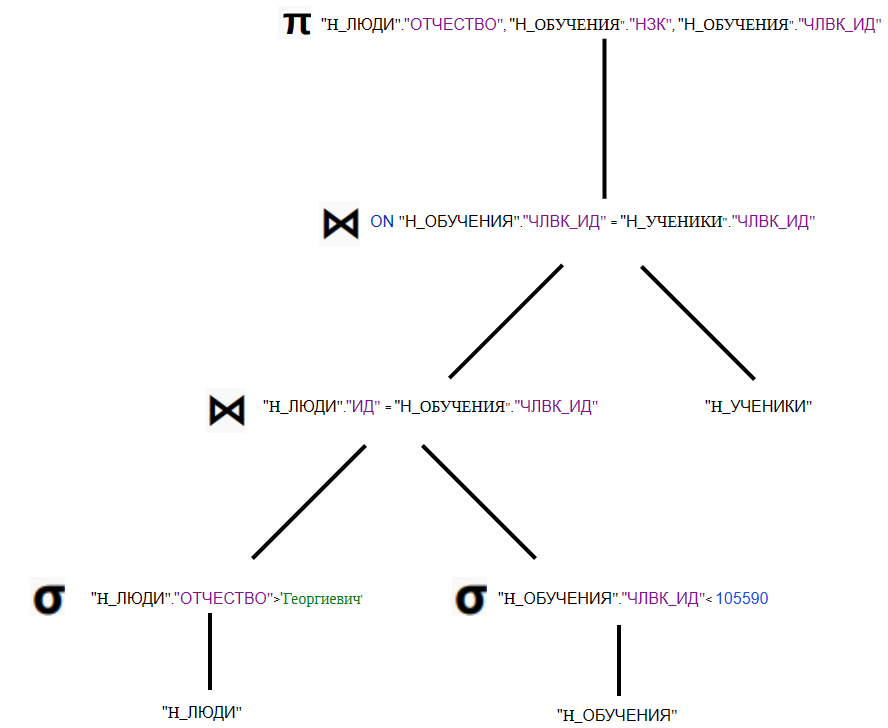 π "Н_ЛЮДИ"."ОТЧЕСТВО", "Н_ОБУЧЕНИЯ"."НЗК", "Н_ОБУЧЕНИЯ"."ЧЛВК_ИД"
⋈ ON "Н_ОБУЧЕНИЯ"."ЧЛВК_ИД" = "Н_УЧЕНИКИ"."ЧЛВК_ИД"
⋈ "Н_ЛЮДИ"."ИД" = "Н_ОБУЧЕНИЯ"."ЧЛВК_ИД"
"Н_УЧЕНИКИ"
σ "Н_ЛЮДИ"."ОТЧЕСТВО">'Георгиевич'
σ "Н_ОБУЧЕНИЯ"."ЧЛВК_ИД"< 105590
"Н_ЛЮДИ"
"Н_ОБУЧЕНИЯ"